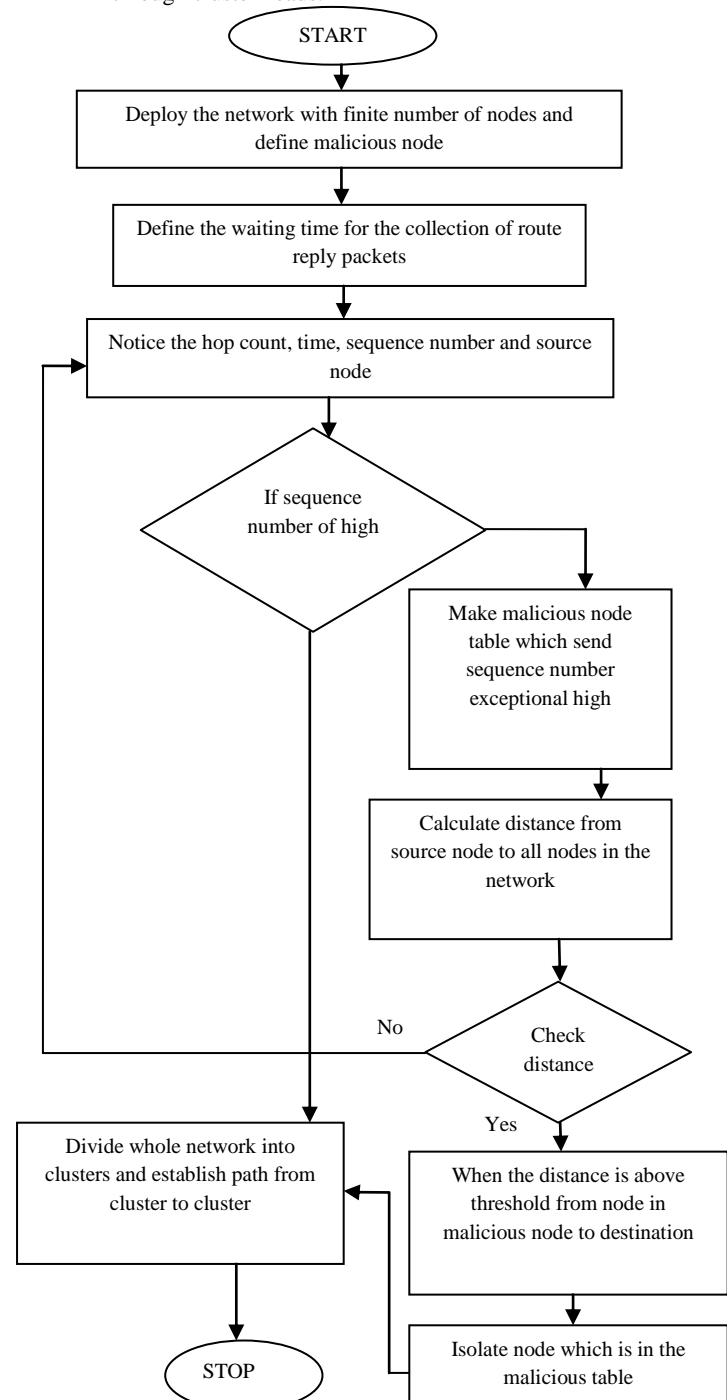 START
Deploy the network with finite number of nodes and
define malicious node
Define the waiting time for the collection of route
reply packets
Notice the hop count, time, sequence number and source
node
If sequence
number of high
Make malicious node
table which send
sequence number
exceptional high
Calculate distance from
source node to all nodes in the
network
No
Check
distance
Yes
Divide whole network into
clusters and establish path from
cluster to cluster
When the distance is above
threshold from node in
malicious node to destination
Isolate node which is in the
malicious table
STOP